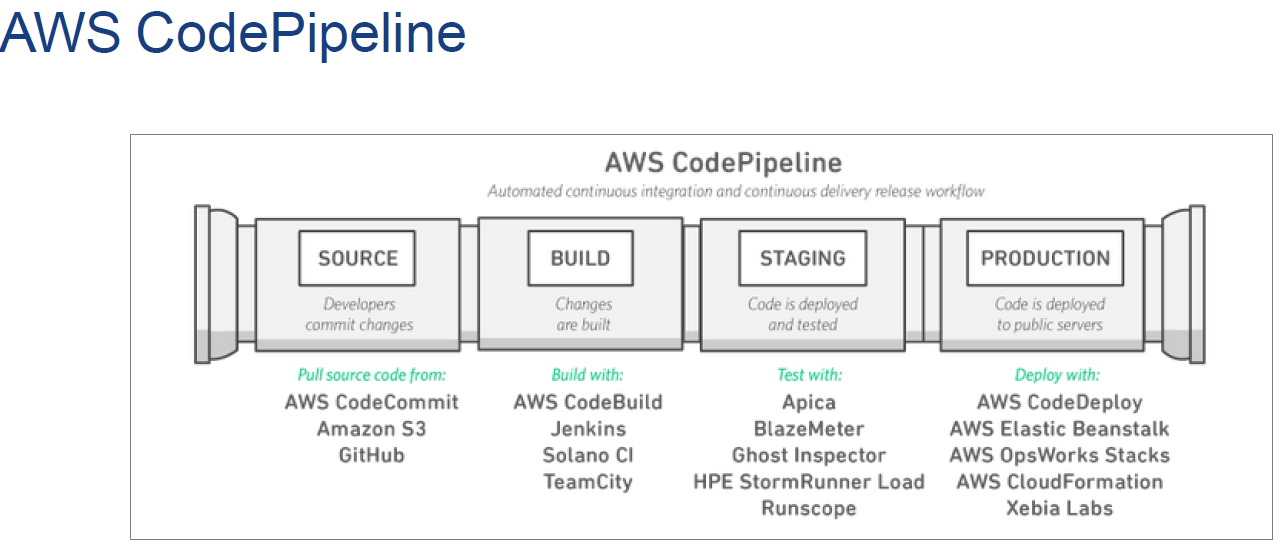 AWS CodePipeline
AWS CodePipeline
Automated continuous integration and continuous delivery release workflow
SOURCE
Developers
commit changes
Pull source code from:
AWS CodeCommit
Amazon S3
GitHub
BUILD
Changes
are built
Build with:
AWS CodeBuild
Jenkins
Solano CI
TeamCity
STAGING
Code is deployed
and tested
Test with:
Apica
BlazeMeter
Ghost Inspector
HPE StormRunner Load
Runscope
PRODUCTION
Code is deployed
to public servers
Deploy with:
AWS CodeDeploy
AWS Elastic Beanstalk
AWS OpsWorks Stacks
AWS CloudFormation
Xebia Labs